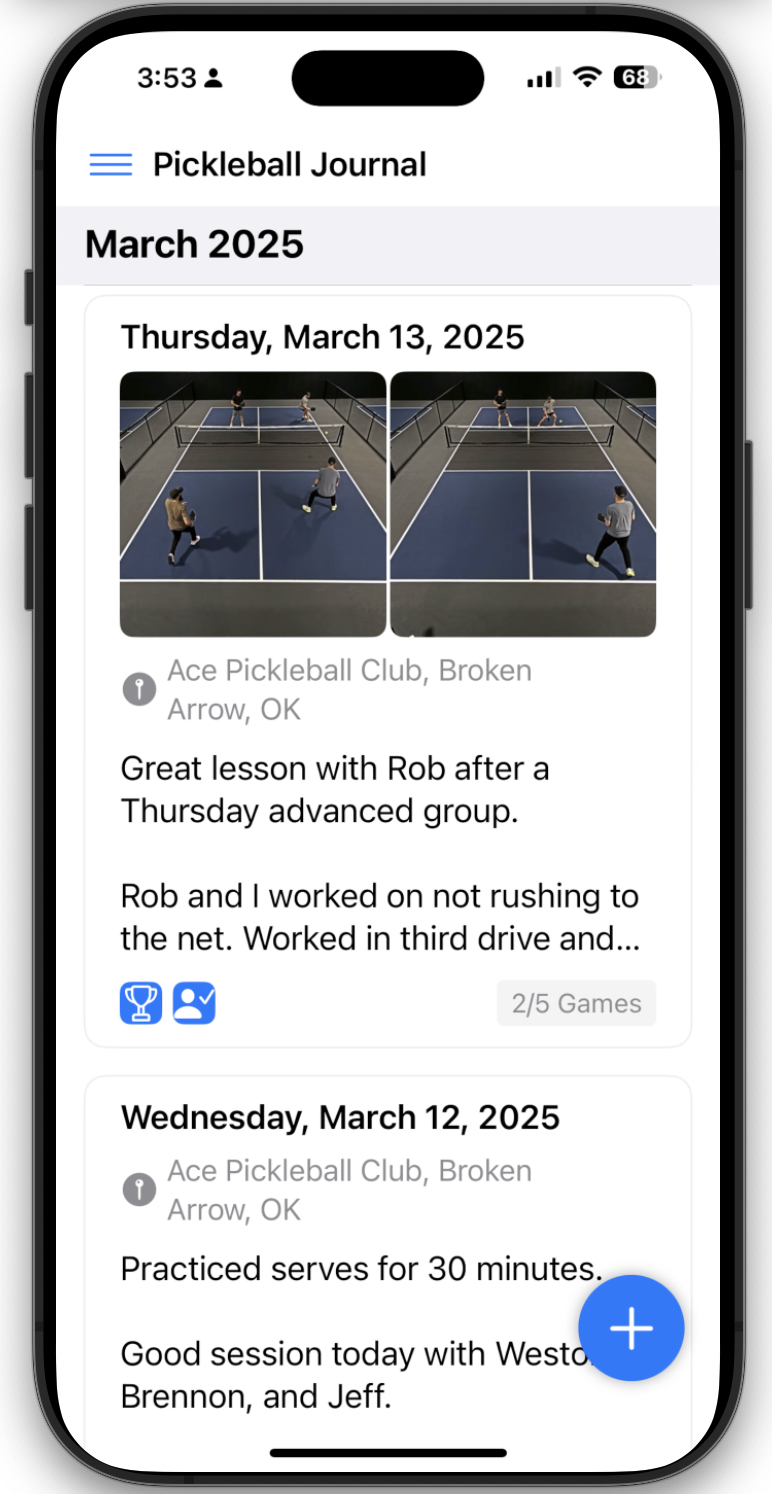 3:53
68
Pickleball Journal
March 2025
Thursday, March 13, 2025
Ace Pickleball Club, Broken
Arrow, OK
Great lesson with Rob after a
Thursday advanced group.
Rob and I worked on not rushing to
the net. Worked in third drive and...
2/5 Games
Wednesday, March 12, 2025
Ace Pickleball Club, Broken
Arrow, OK
Practiced serves for 30 minutes.
Good session today with
Brennon, and Jeff.